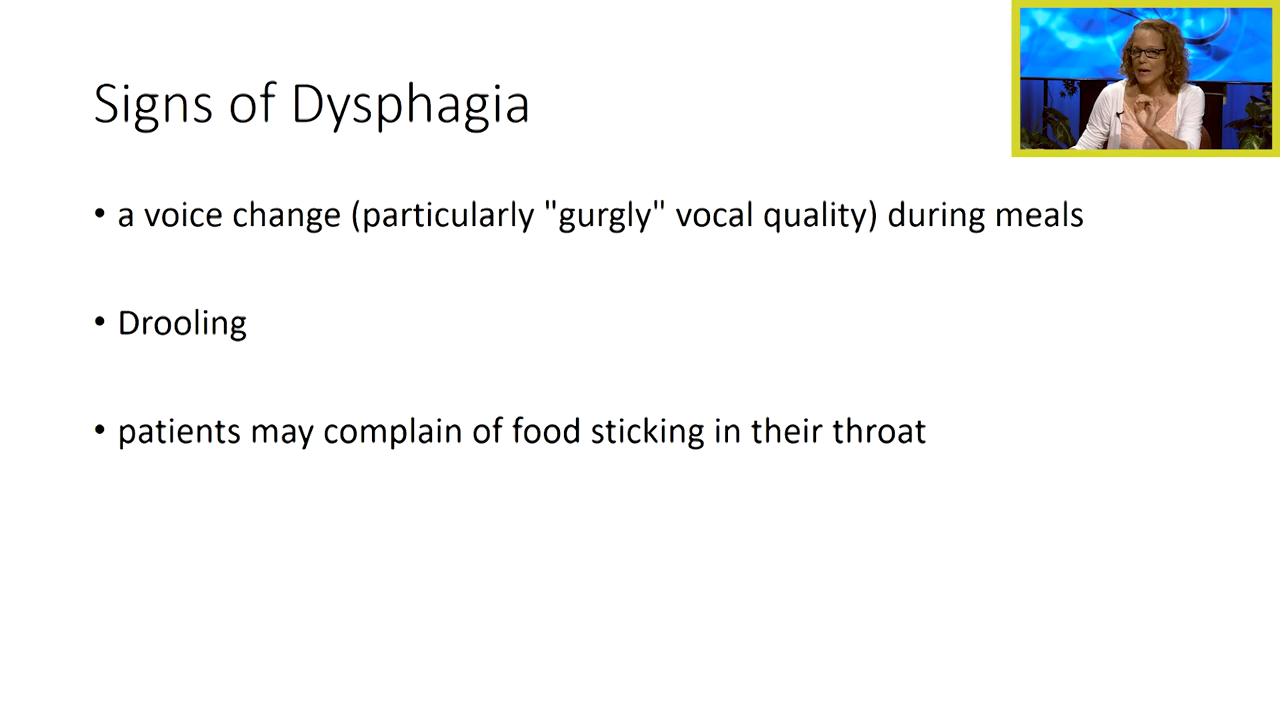 Signs of Dysphagia
• a voice change (particularly "gurgly" vocal quality) during meals
• Drooling
• patients may complain of food sticking in their throat